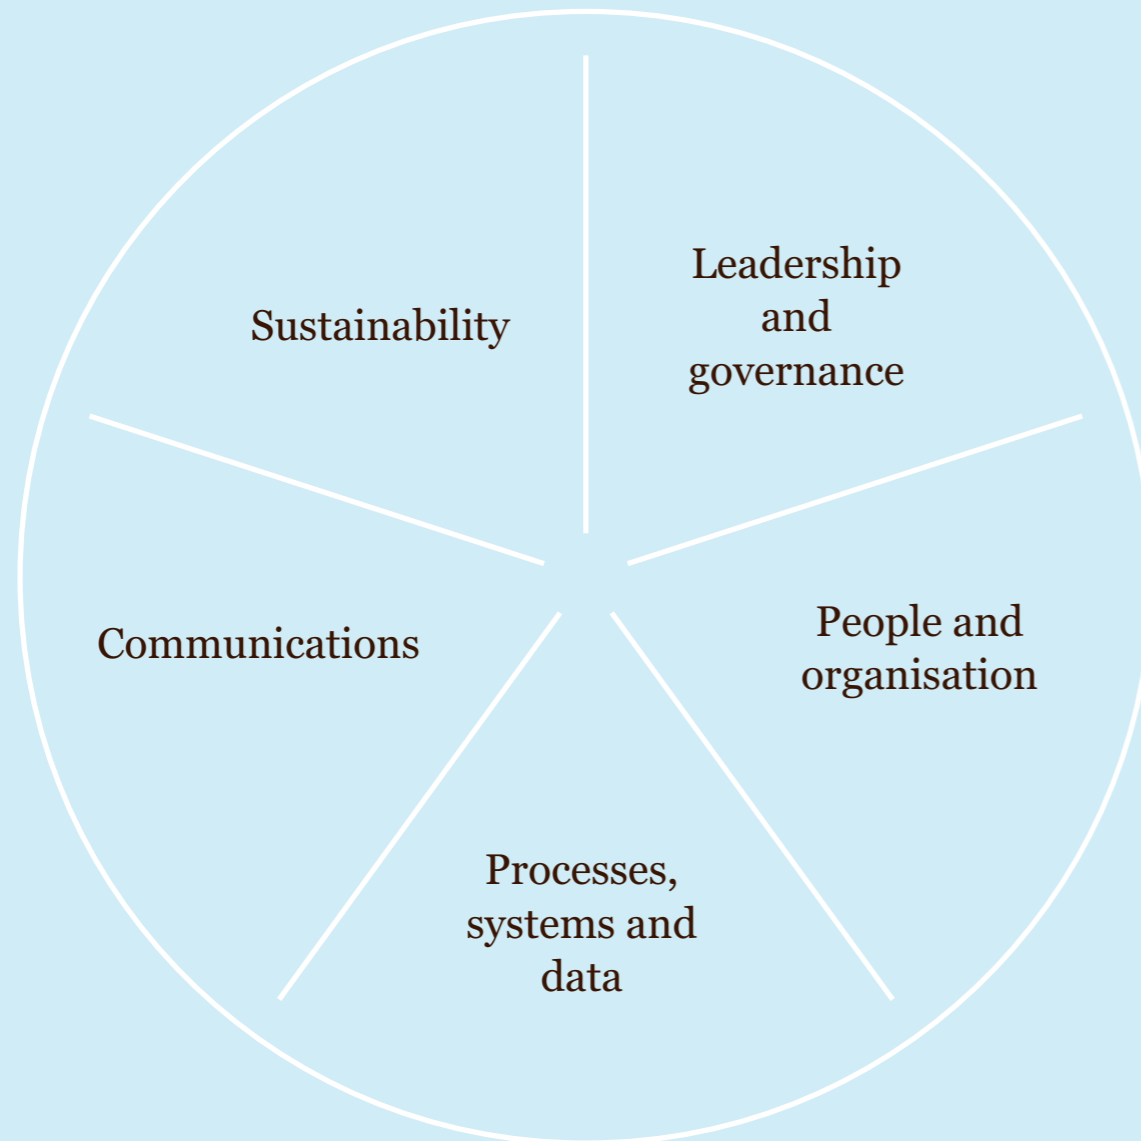 Leadership
and
governance
Sustainability
People and
organisation
Communications
Processes,
systems and
data